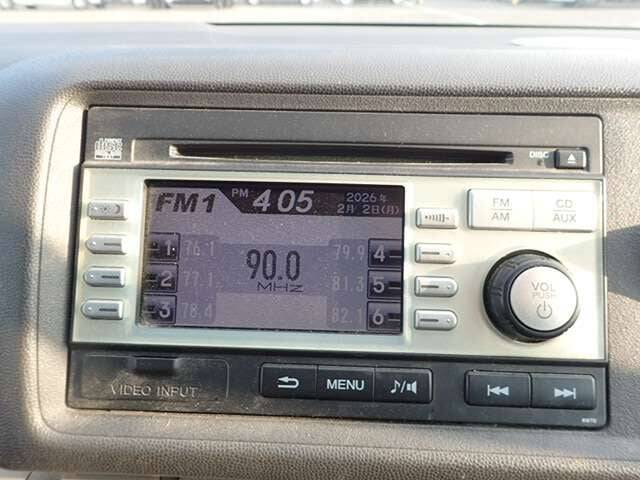 DISC
FM1 PM 4:05 2026年
2月 2日(月)
FM
AM
CD
AUX
1 76.1
79.9 4
90.0
MHz
2 77.1
81.3 5
3 78.4
82.1 6
VOL
PUSH
VIDEO INPUT
MENU